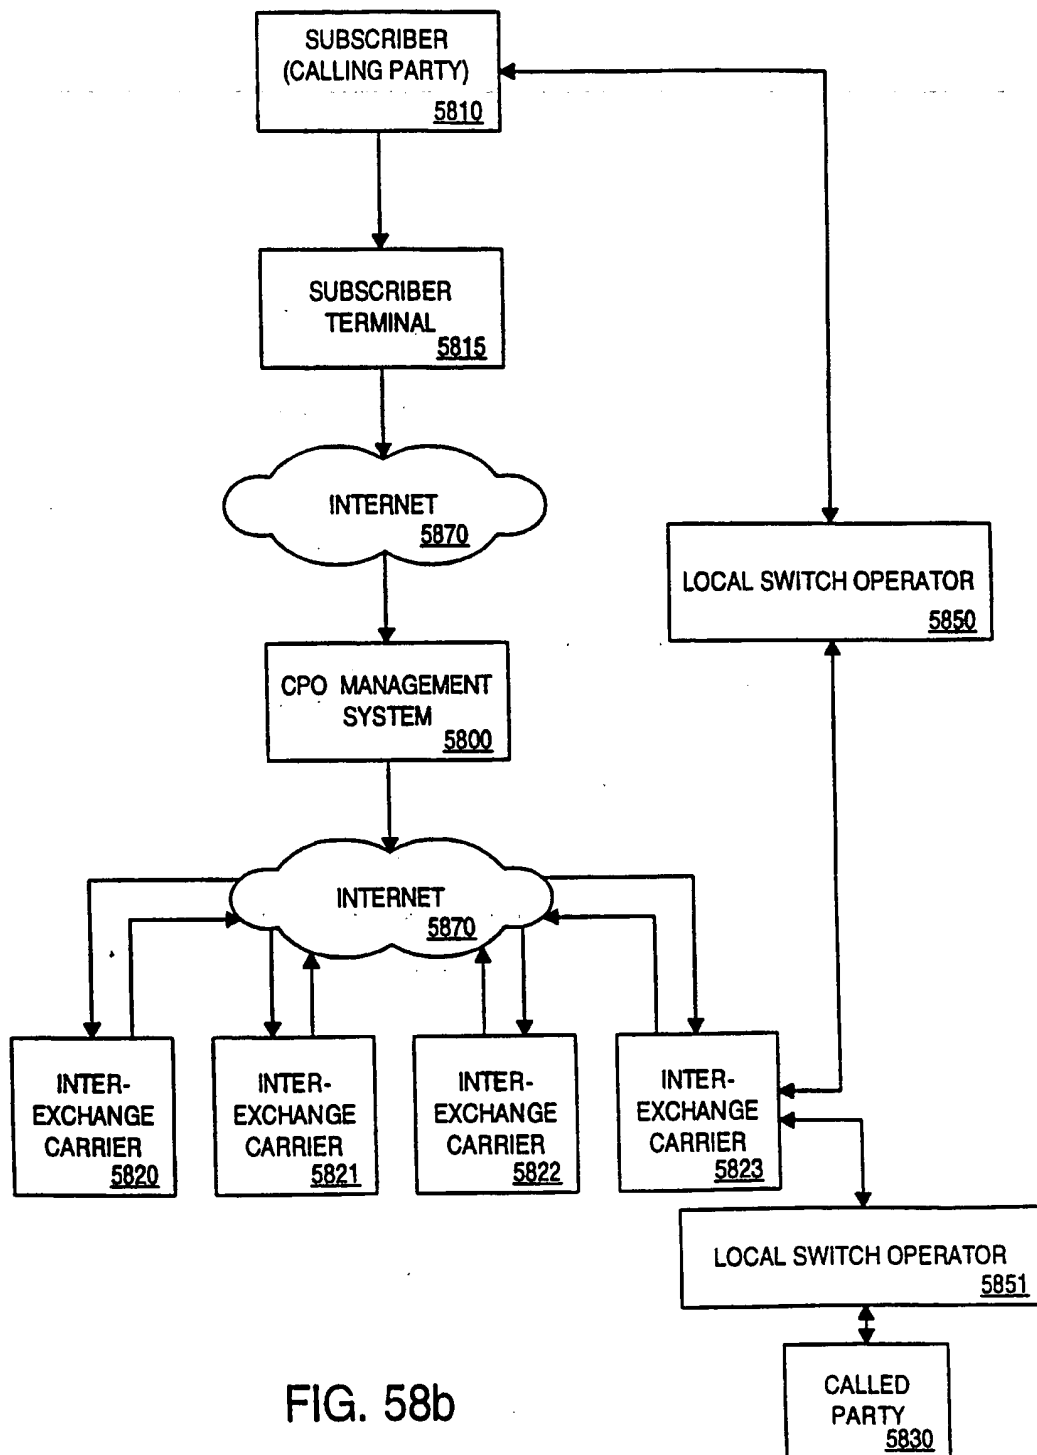 SUBSCRIBER
(CALLING PARTY)
5810
SUBSCRIBER
TERMINAL
5815
INTERNET
5870
LOCAL SWITCH OPERATOR
5850
CPO MANAGEMENT
SYSTEM
5800
INTERNET
5870
INTER-
EXCHANGE
CARRIER
5820
INTER-
EXCHANGE
CARRIER
5821
INTER-
EXCHANGE
CARRIER
5822
INTER-
EXCHANGE
CARRIER
5823
LOCAL SWITCH OPERATOR
5851
CALLED
PARTY
5830
FIG. 58b